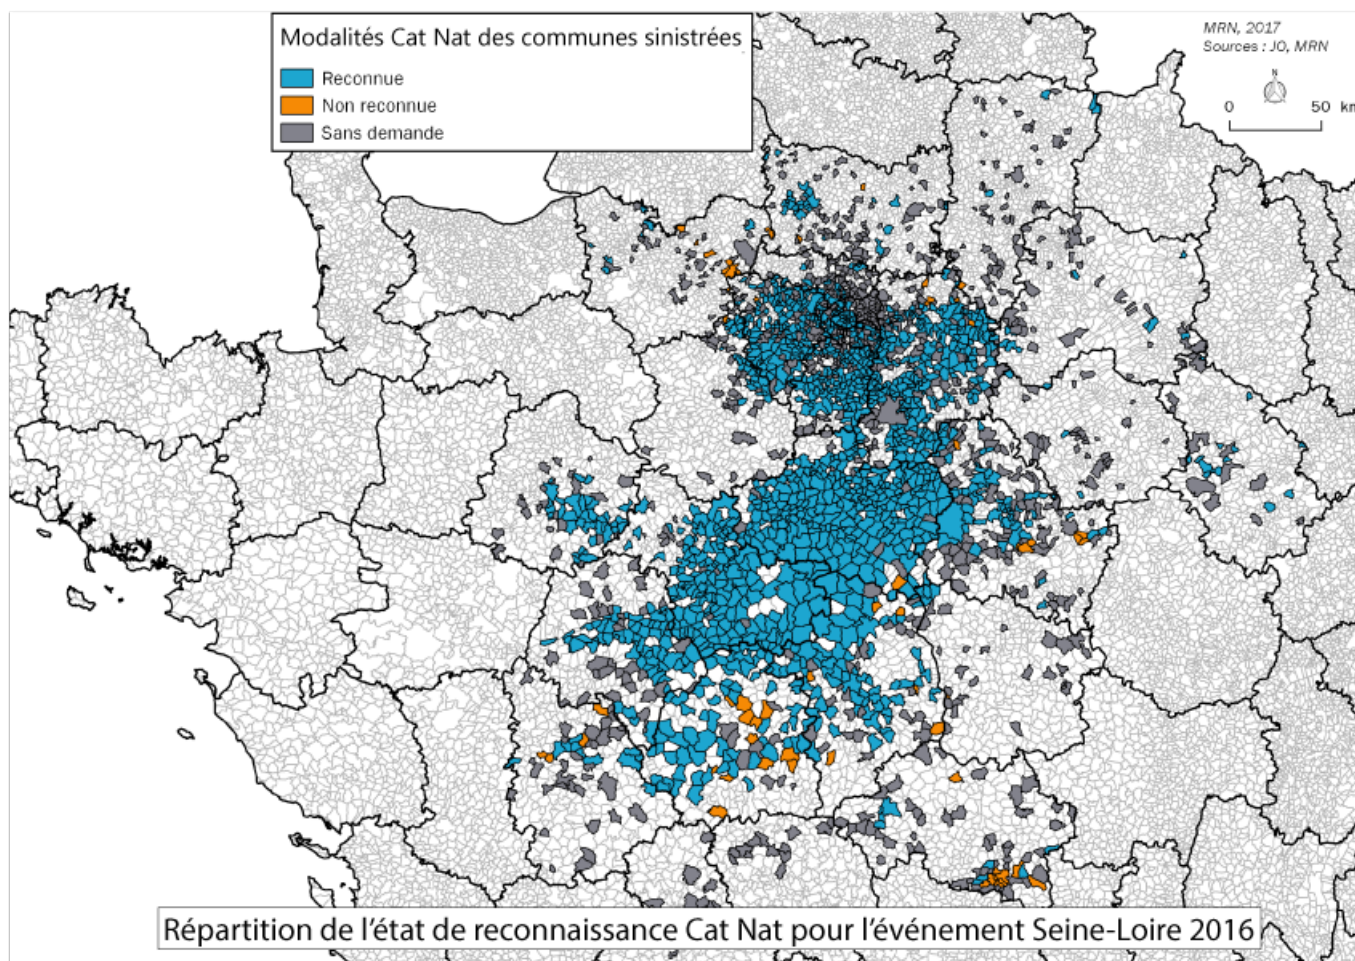 Modalités Cat Nat des communes sinistrées
Reconnue
Non reconnue
Sans demande
MRN, 2017
Sources : JO, MRN
N
0 50 km
Répartition de l'état de reconnaissance Cat Nat pour l'événement Seine-Loire 2016